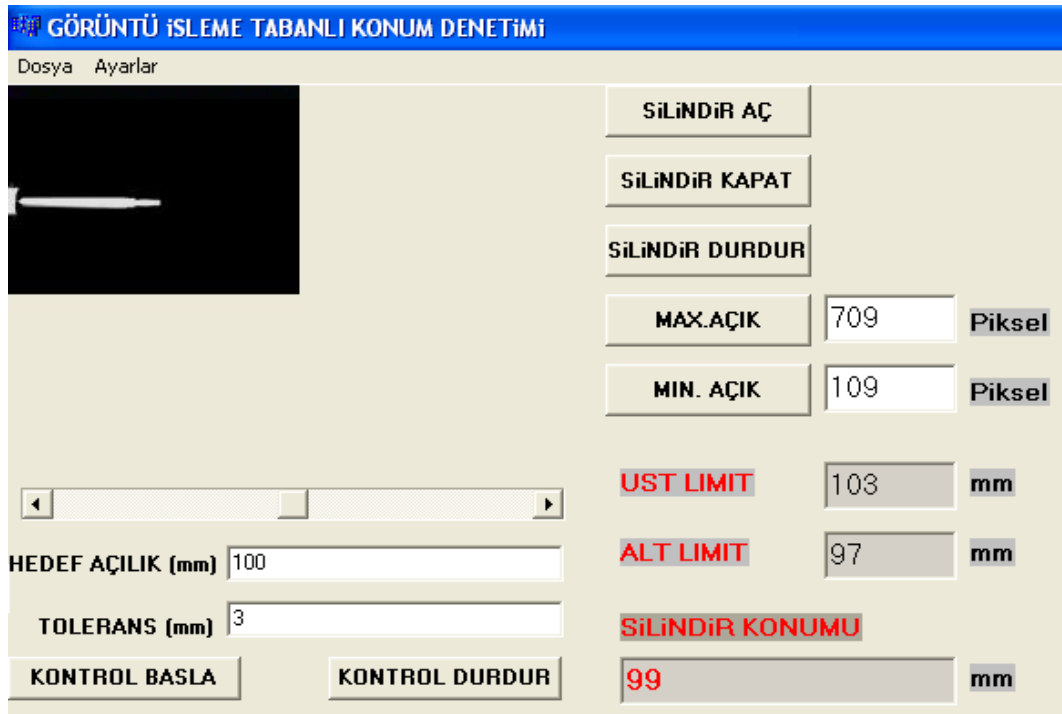 GÖRÜNTÜ iSLEME TABANLI KONUM DENETiMi
Dosya Ayarlar
SiLiNDiR AÇ
SiLiNDiR KAPAT
SiLiNDiR DURDUR
MAX.AÇIK 709 Piksel
MIN. AÇIK 109 Piksel
UST LIMIT 103 mm
ALT LIMIT 97 mm
HEDEF AÇILIK (mm) 100
TOLERANS (mm) 3
SiLiNDiR KONUMU
KONTROL BASLA KONTROL DURDUR
99 mm